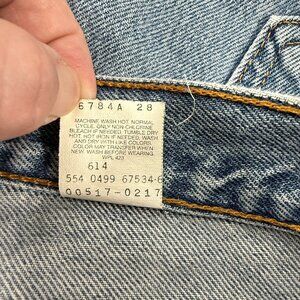 6784A 28
MACHINE WASH HOT, NORMAL
CYCLE, ONLY NON-CHLORINE
BLEACH IF NEEDED. TUMBLE DRY
HOT. HOT IRON IF NEEDED. WASH
AND DRY WITH LIKE COLORS.
COLOR MAY TRANSFER WHEN
NEW. WASH BEFORE WEARING.
WPL 423
614
554 0499 67534-6
00517-0217